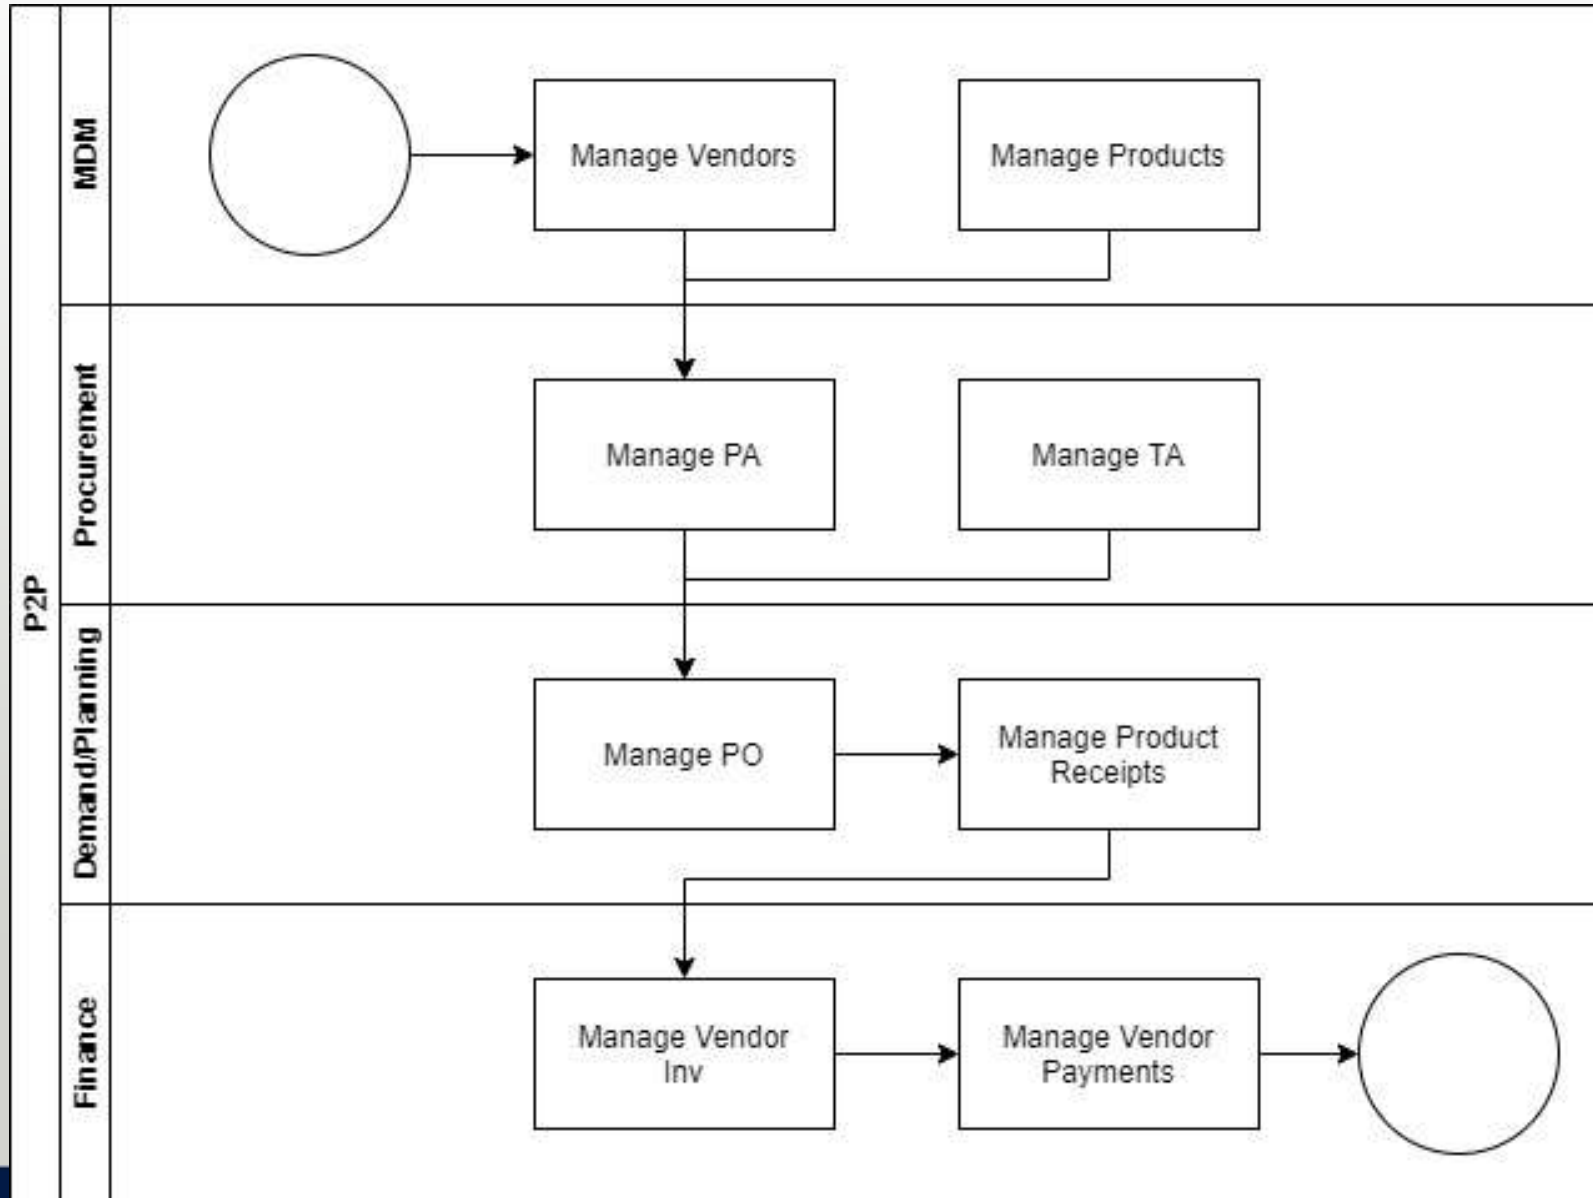 P2P
MDM
Manage Vendors
Manage Products
Procurement
Manage PA
Manage TA
Demand/Planning
Manage PO
Manage Product
Receipts
Finance
Manage Vendor
Inv
Manage Vendor
Payments